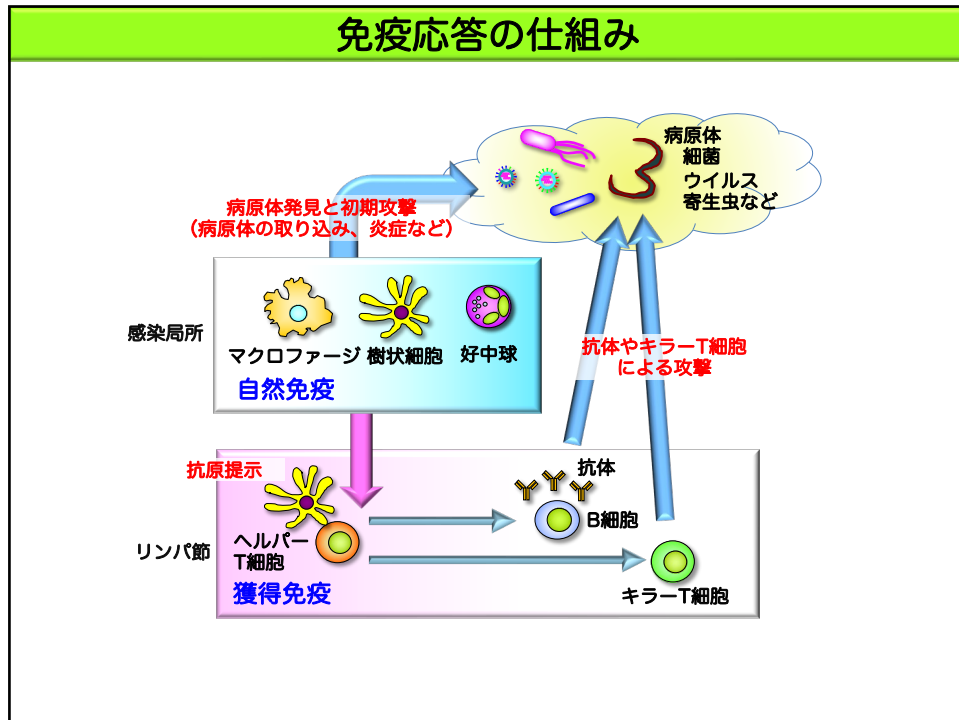 免疫応答の仕組み
病原体
細菌
ウイルス
寄生虫など
病原体発見と初期攻撃
（病原体の取り込み、炎症など）
感染局所
マクロファージ
樹状細胞
好中球
自然免疫
抗体やキラーT細胞
による攻撃
抗原提示
抗体
B細胞
ヘルパー
T細胞
リンパ節
獲得免疫
キラーT細胞